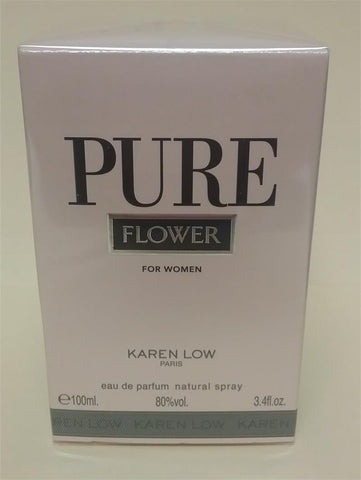 PURE
FLOWER
FOR WOMEN
KAREN LOW
PARIS
eau de parfum natural spray
℮100ml. 80%vol. 3.4fl.oz.
REN LOW KAREN LOW KAREN